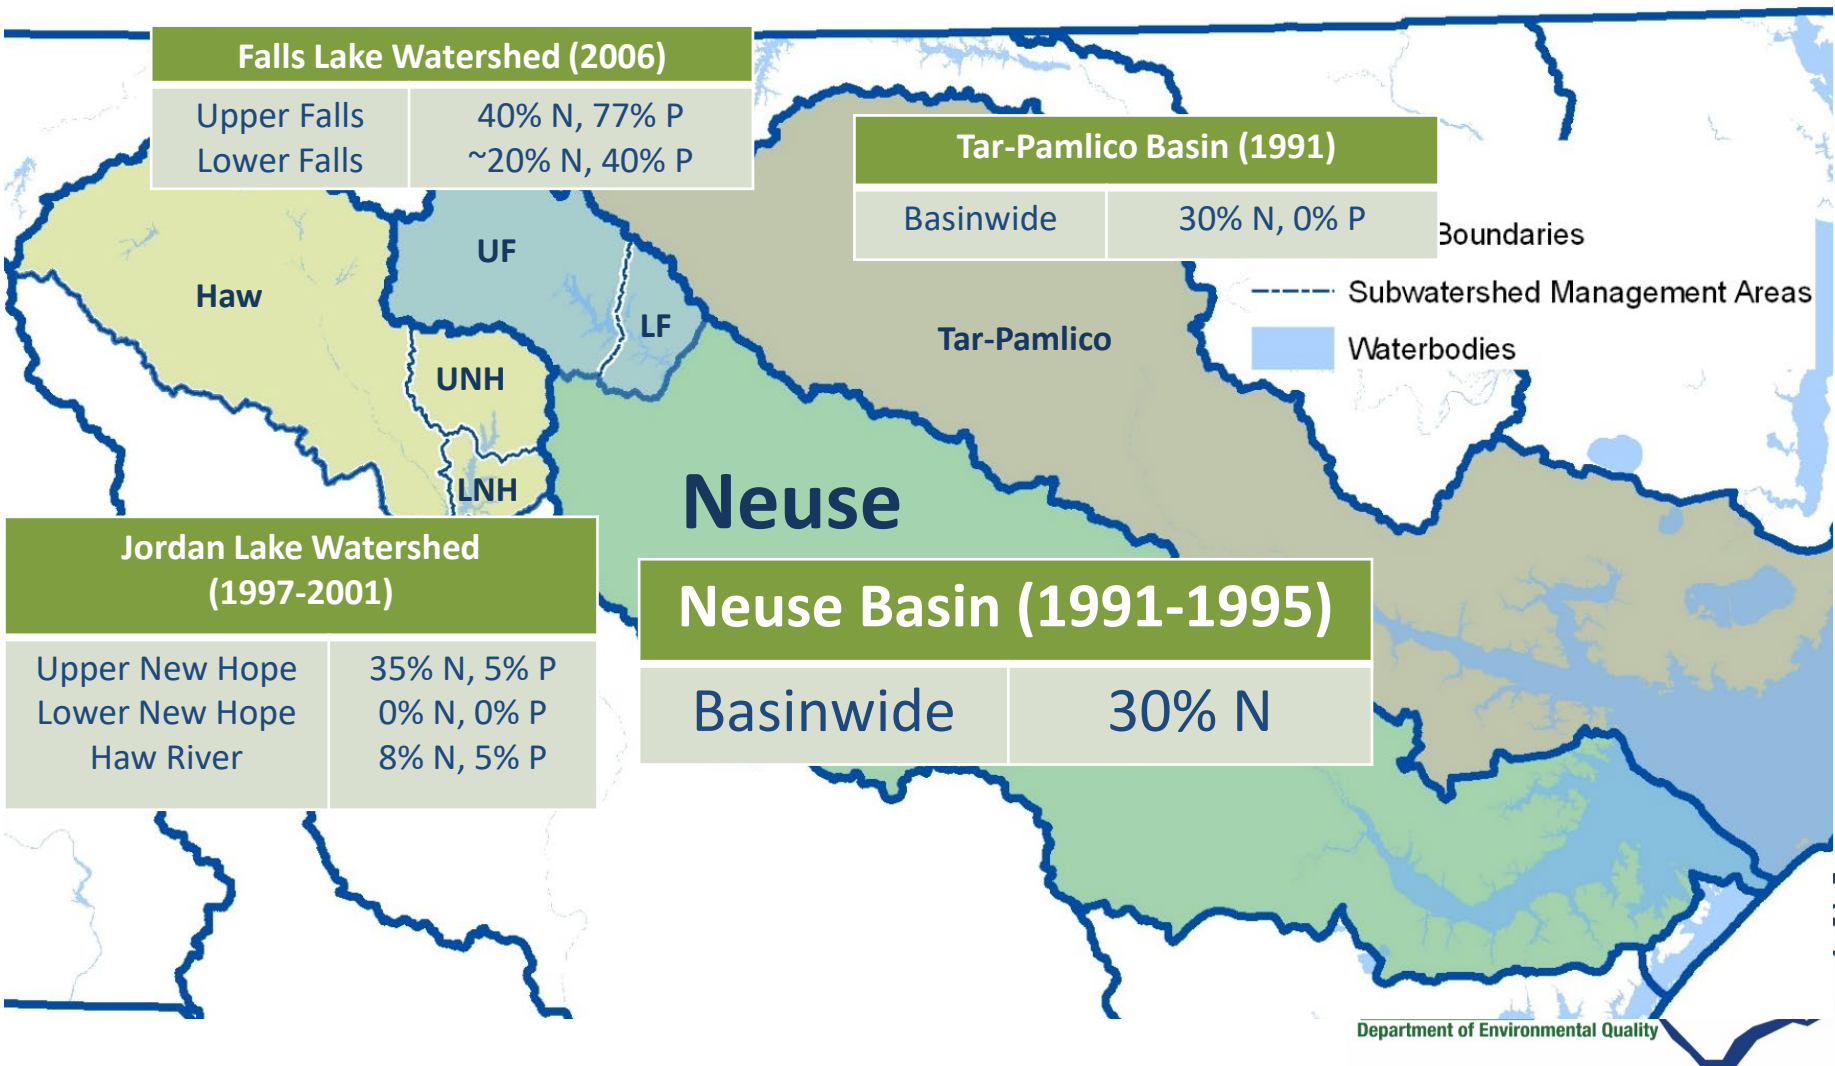 Falls Lake Watershed (2006)
Upper Falls 40% N, 77% P
Lower Falls ~20% N, 40% P
Tar-Pamlico Basin (1991)
Basinwide 30% N, 0% P
Boundaries
Subwatershed Management Areas
Waterbodies
UF
Haw
LF
Tar-Pamlico
UNH
LNH
Neuse
Jordan Lake Watershed
(1997-2001)
Upper New Hope 35% N, 5% P
Lower New Hope 0% N, 0% P
Haw River 8% N, 5% P
Neuse Basin (1991-1995)
Basinwide 30% N
Department of Environmental Quality